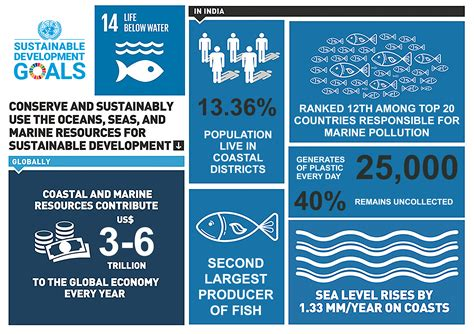 SUSTAINABLE
DEVELOPMENT
GOALS
14 LIFE
BELOW WATER
CONSERVE AND SUSTAINABLY
USE THE OCEANS, SEAS, AND
MARINE RESOURCES FOR
SUSTAINABLE DEVELOPMENT
GLOBALLY
COASTAL AND MARINE
RESOURCES CONTRIBUTE
US$
3-6
TRILLION
TO THE GLOBAL ECONOMY
EVERY YEAR
IN INDIA
13.36%
POPULATION
LIVE IN
COASTAL
DISTRICTS
RANKED 12TH AMONG TOP 20
COUNTRIES RESPONSIBLE FOR
MARINE POLLUTION
GENERATES
OF PLASTIC
EVERY DAY
25,000
40% REMAINS UNCOLLECTED
SECOND
LARGEST
PRODUCER
OF FISH
SEA LEVEL RISES BY
1.33 MM/YEAR ON COASTS